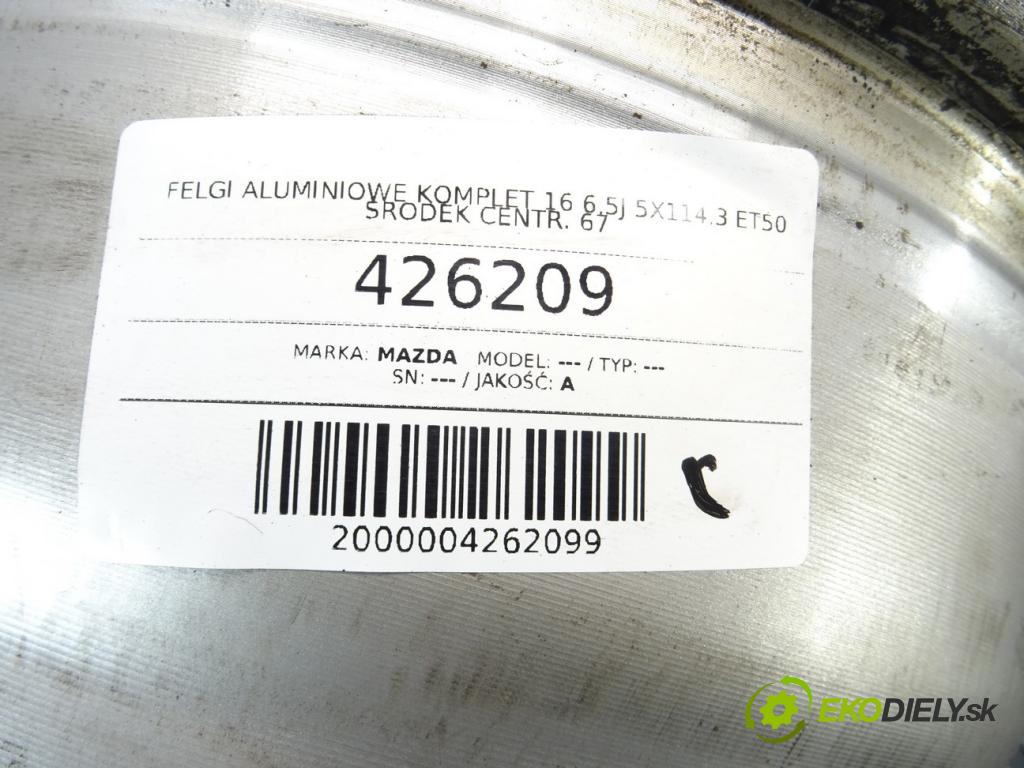 FELGI ALUMINIOWE KOMPLET 16 6,5J 5X114.3 ET50
ŚRODEK CENTR. 67
426209
MARKA: MAZDA MODEL: --- / TYP: ---
SN: --- / JAKOŚĆ: A
2000004262099
EKODIELY.sk